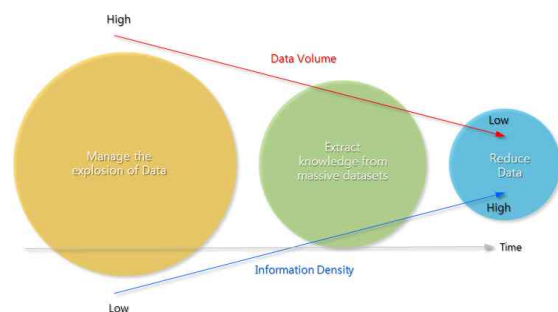 High
Data Volume
Low
Manage the
explosion of Data
Extract
knowledge from
massive datasets
Reduce
Data
High
Time
Information Density
Low